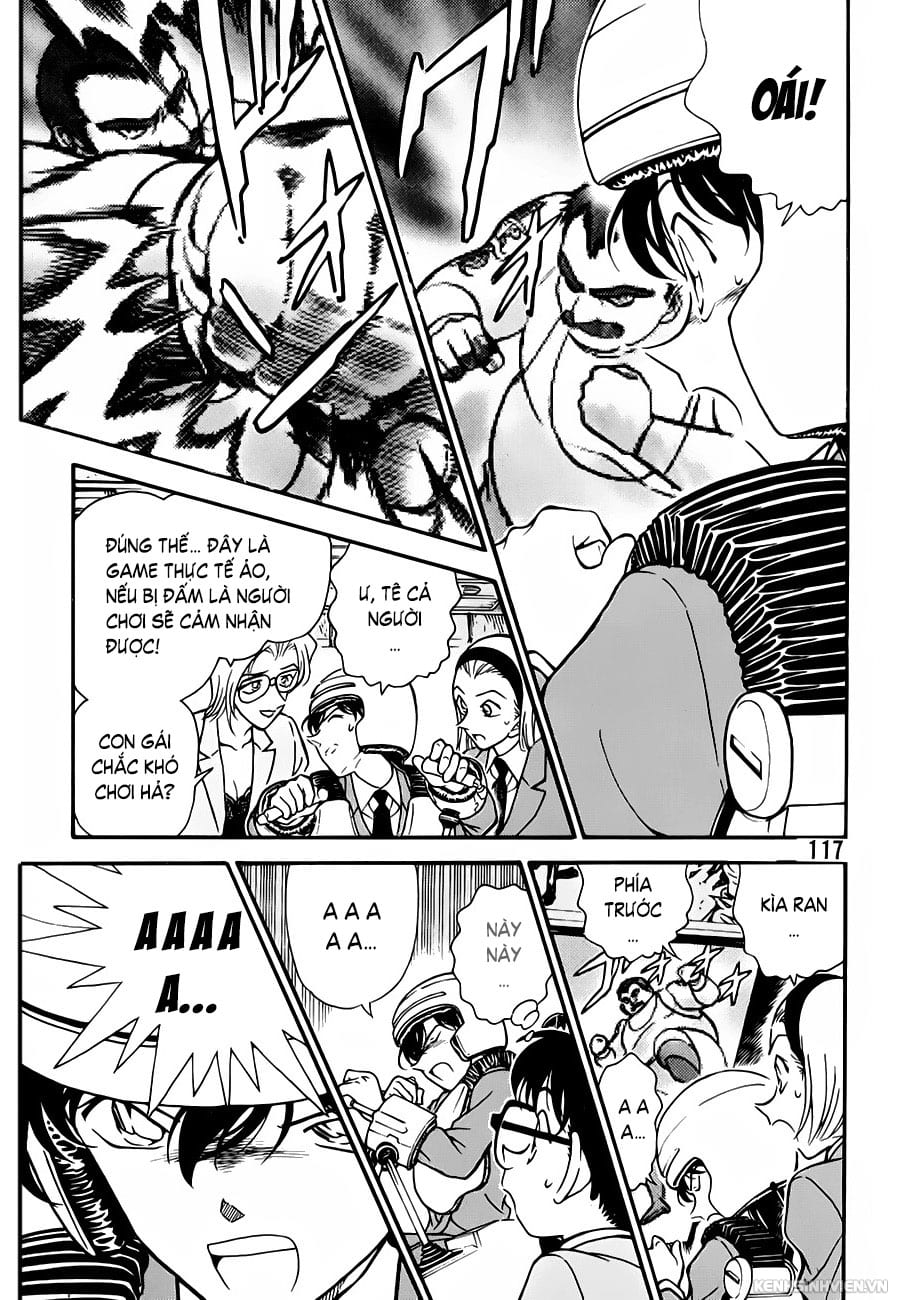 OÁI!
ĐÚNG THẾ... ĐÂY LÀ
GAME THỰC TẾ ẢO,
NẾU BỊ ĐẤM LÀ NGƯỜI
CHƠI SẼ CẢM NHẬN
ĐƯỢC!
Ư, TÊ CẢ
NGƯỜI
...
CON GÁI
CHẮC KHÓ
CHƠI HẢ?
117
AAAA
A...
A A A
A A...
NÀY
NÀY
...
PHÍA
TRƯỚC
...
KÌA RAN
...
A A
A...
KENHSINHVIEN.VN